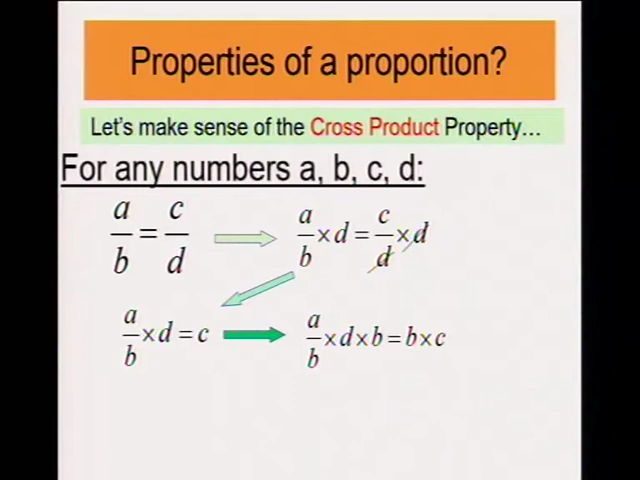 Properties of a proportion?
Let's make sense of the Cross Product Property...
For any numbers a, b, c, d:
a/b = c/d
a/b × d = c/d × d
a/b × d = c
a/b × d × b = b × c